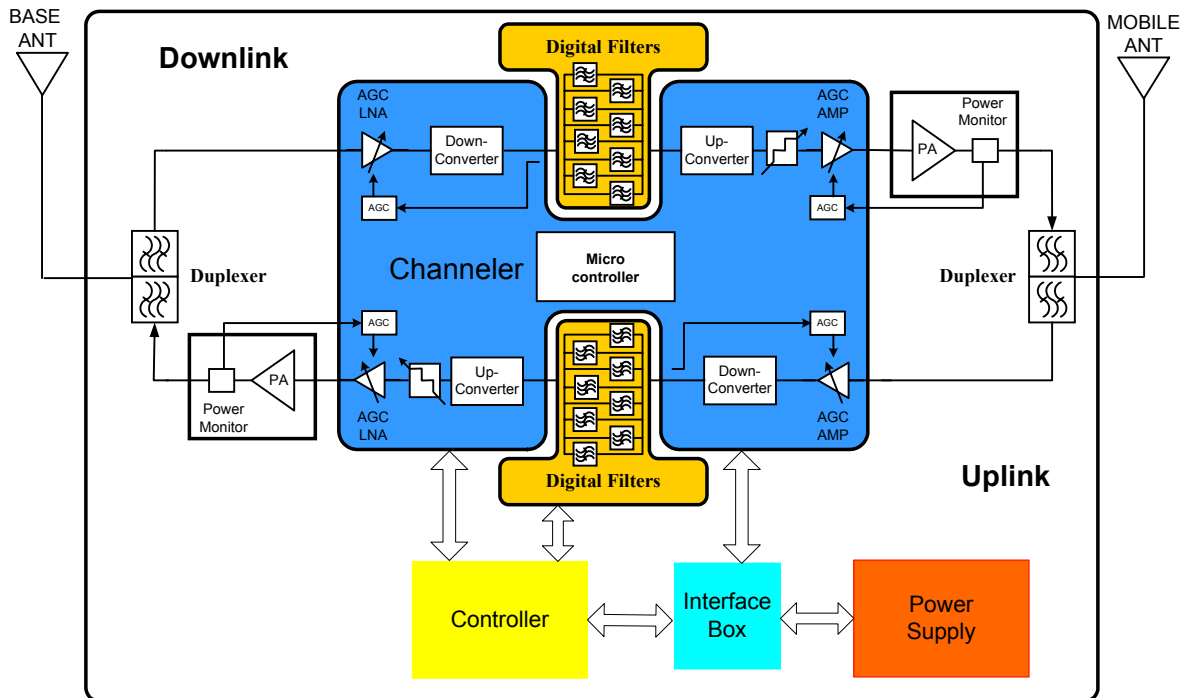 BASE
ANT
MOBILE
ANT
Downlink
Digital Filters
AGC
LNA
Down-
Converter
AGC
Up-
Converter
AGC
AMP
AGC
Power
Monitor
PA
Duplexer
Channeler
Micro
controller
Duplexer
AGC
PA
Power
Monitor
AGC
LNA
Up-
Converter
AGC
Down-
Converter
AGC
AMP
Digital Filters
Uplink
Controller
Interface
Box
Power
Supply